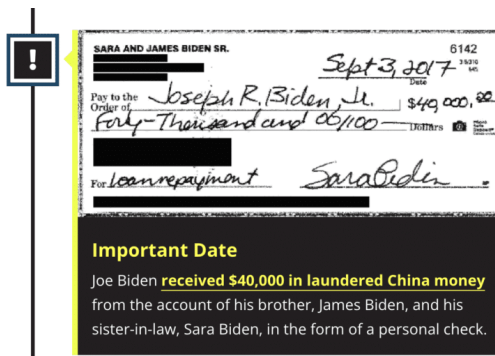 !
SARA AND JAMES BIDEN SR.
6142
Sept 3, 2017
Date
Pay to the
Order of Joseph R. Biden, Jr. $40,000.00
Forty-Thousand and 00/100 Dollars
For loan repayment Sara Biden
Important Date
Joe Biden received $40,000 in laundered China money
from the account of his brother, James Biden, and his
sister-in-law, Sara Biden, in the form of a personal check.